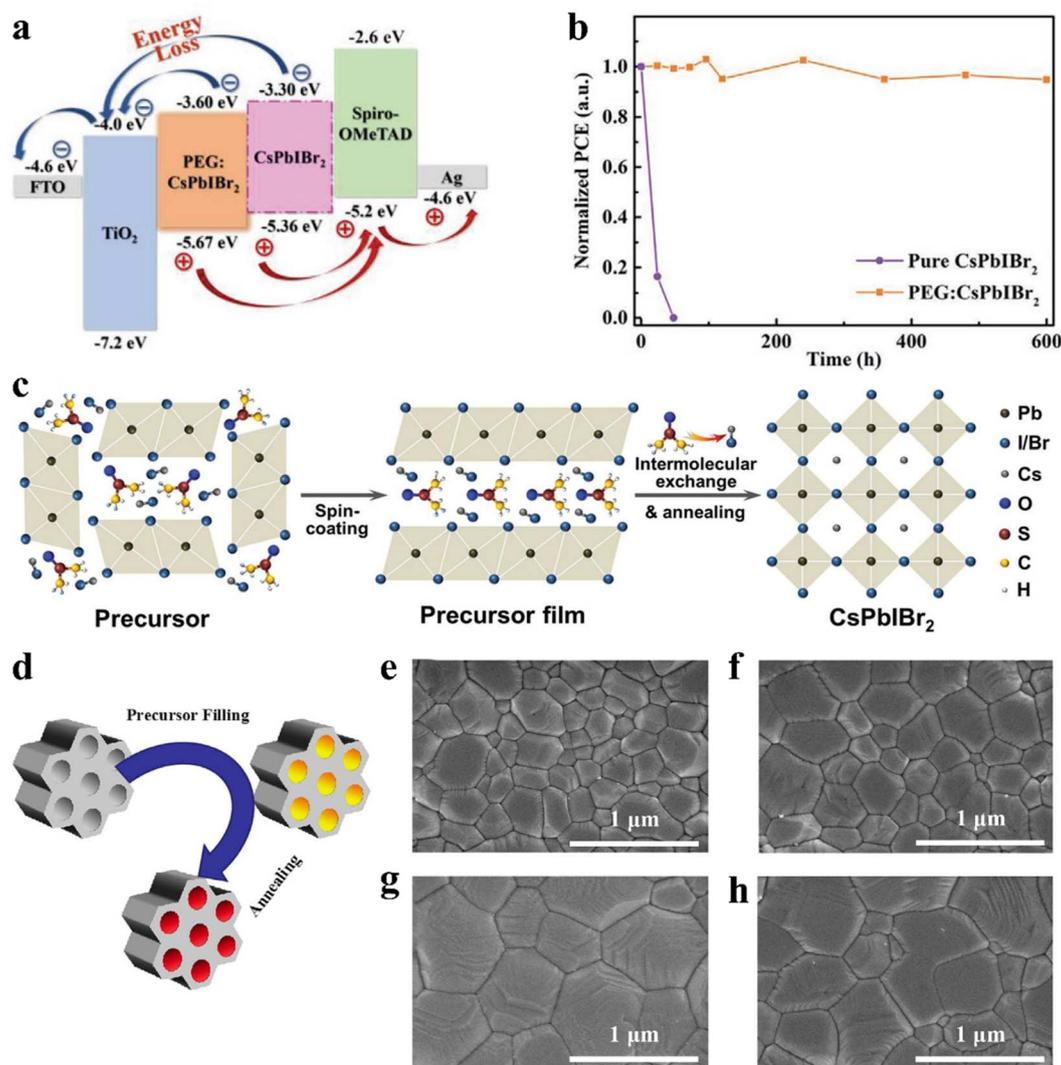 a
Energy
Loss
-2.6 eV
-3.30 eV
-3.60 eV
-4.0 eV
-4.6 eV
FTO
TiO₂
PEG:
CsPbIBr₂
CsPbIBr₂
Spiro-
OMeTAD
Ag
-4.6 eV
-5.2 eV
-5.36 eV
-5.67 eV
-7.2 eV
b
Normalized PCE (a.u.)
1.0
0.8
0.6
0.4
0.2
0.0
0
200
400
600
Time (h)
Pure CsPbIBr₂
PEG:CsPbIBr₂
c
Spin-
coating
Intermolecular
exchange
& annealing
Precursor
Precursor film
CsPbIBr₂
Pb
I/Br
Cs
O
S
C
H
d
Precursor Filling
Annealing
e
1 μm
f
1 μm
g
1 μm
h
1 μm